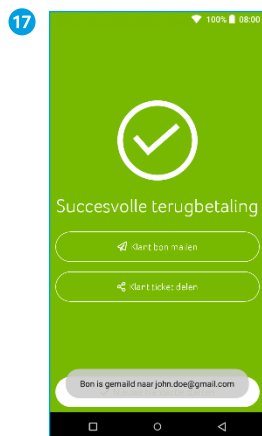 17
100% 08:00
Succesvolle terugbetaling
Klant bon mailen
Klant ticket delen
Bon is gemaild naar john.doe@gmail.com